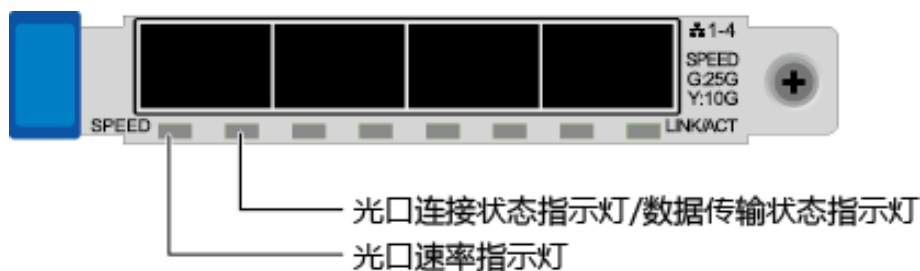 1-4
SPEED
G:25G
Y:10G
SPEED
LINK/ACT
光口连接状态指示灯/数据传输状态指示灯
光口速率指示灯